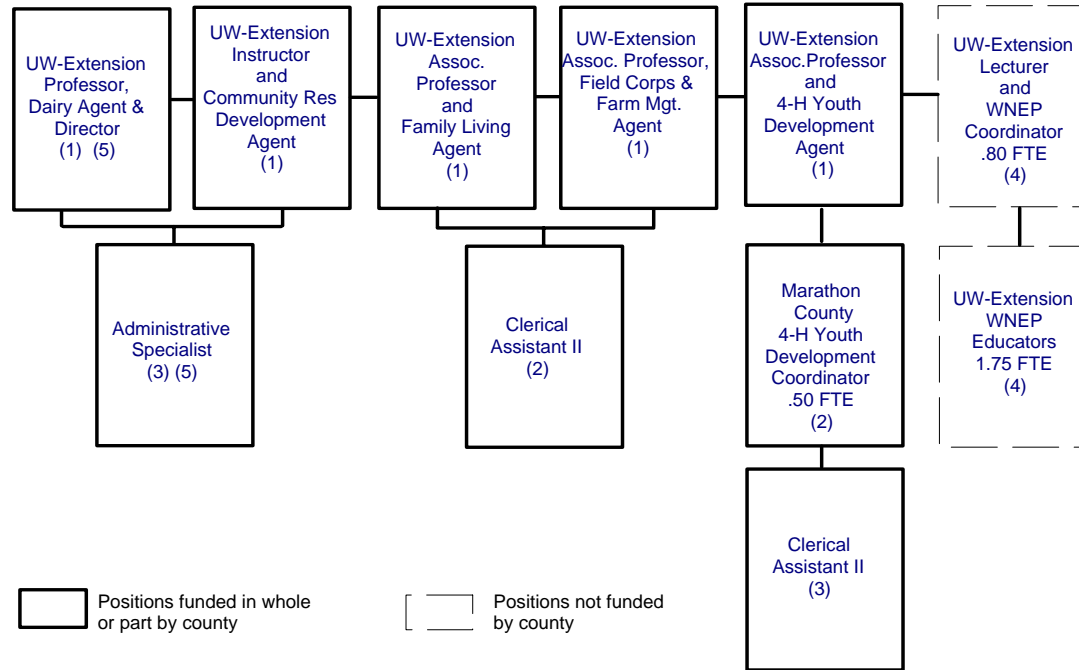 UW-Extension
Professor,
Dairy Agent &
Director
(1) (5)
UW-Extension
Instructor
and
Community Res
Development
Agent
(1)
UW-Extension
Assoc.
Professor
and
Family Living
Agent
(1)
UW-Extension
Assoc. Professor,
Field Corps &
Farm Mgt.
Agent
(1)
UW-Extension
Assoc.Professor
and
4-H Youth
Development
Agent
(1)
UW-Extension
Lecturer
and
WNEP
Coordinator
.80 FTE
(4)
Administrative
Specialist
(3) (5)
Clerical
Assistant II
(2)
Marathon
County
4-H Youth
Development
Coordinator
.50 FTE
(2)
UW-Extension
WNEP
Educators
1.75 FTE
(4)
Clerical
Assistant II
(3)
Positions funded in whole
or part by county
Positions not funded
by county